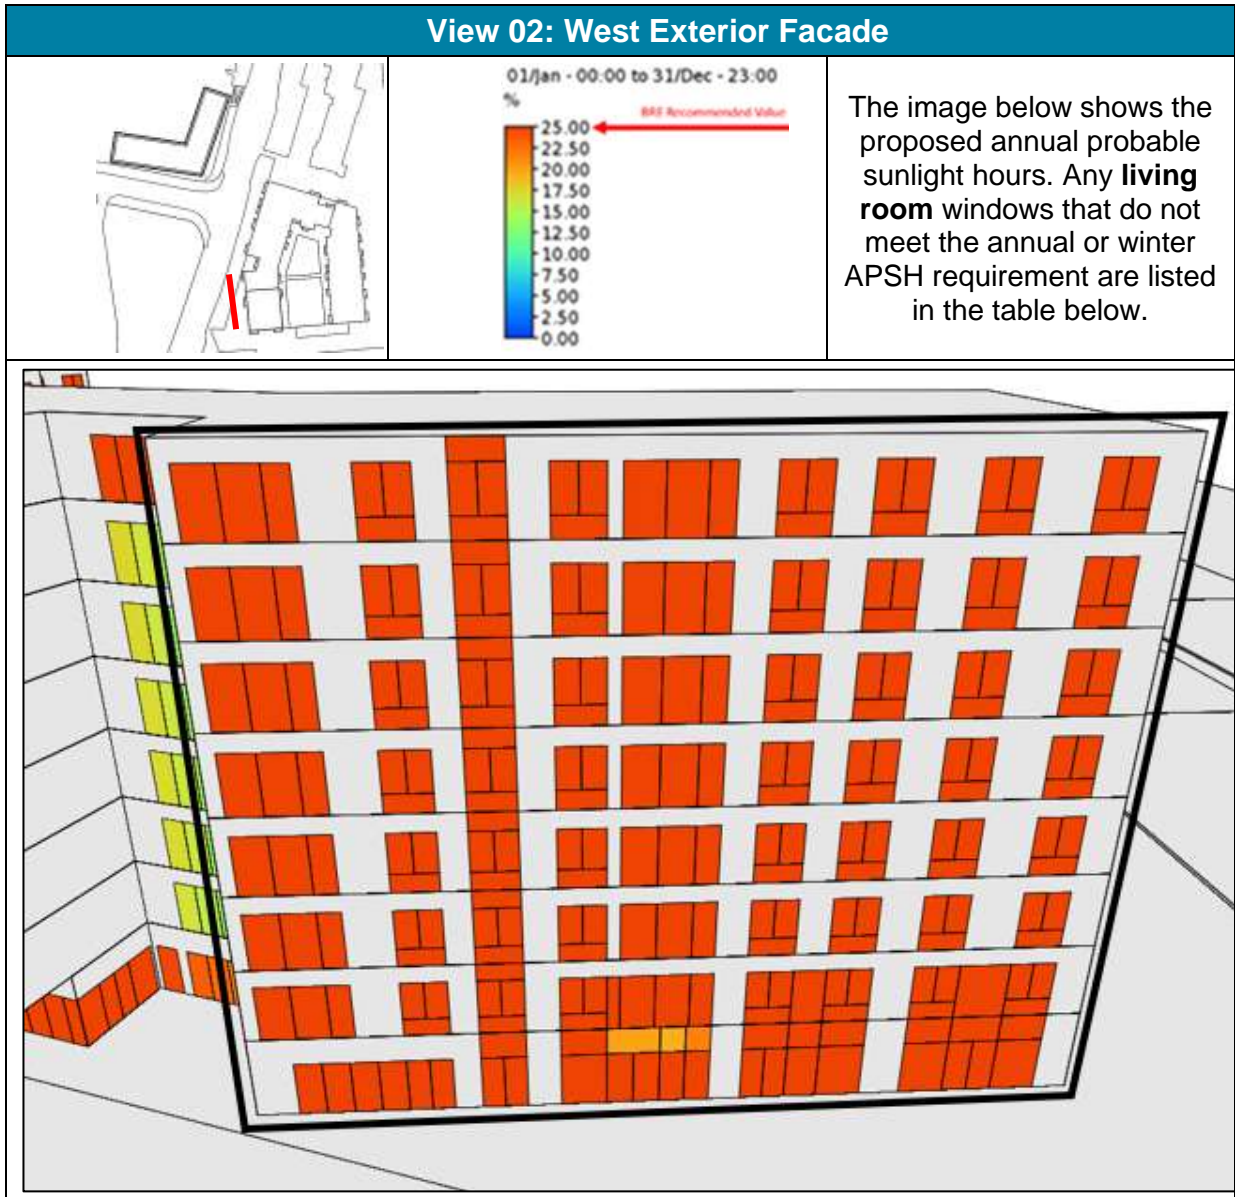 View 02: West Exterior Facade
01/Jan - 00:00 to 31/Dec - 23:00
%
BRE Recommended Value
25.00
22.50
20.00
17.50
15.00
12.50
10.00
7.50
5.00
2.50
0.00
The image below shows the
proposed annual probable
sunlight hours. Any living
room windows that do not
meet the annual or winter
APSH requirement are listed
in the table below.